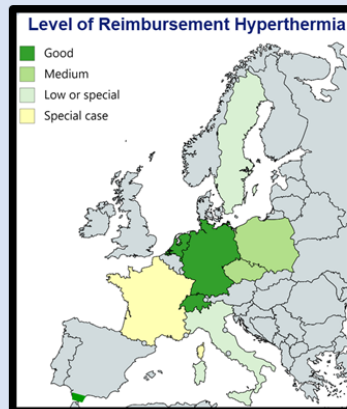 Level of Reimbursement Hyperthermia
Good
Medium
Low or special
Special case